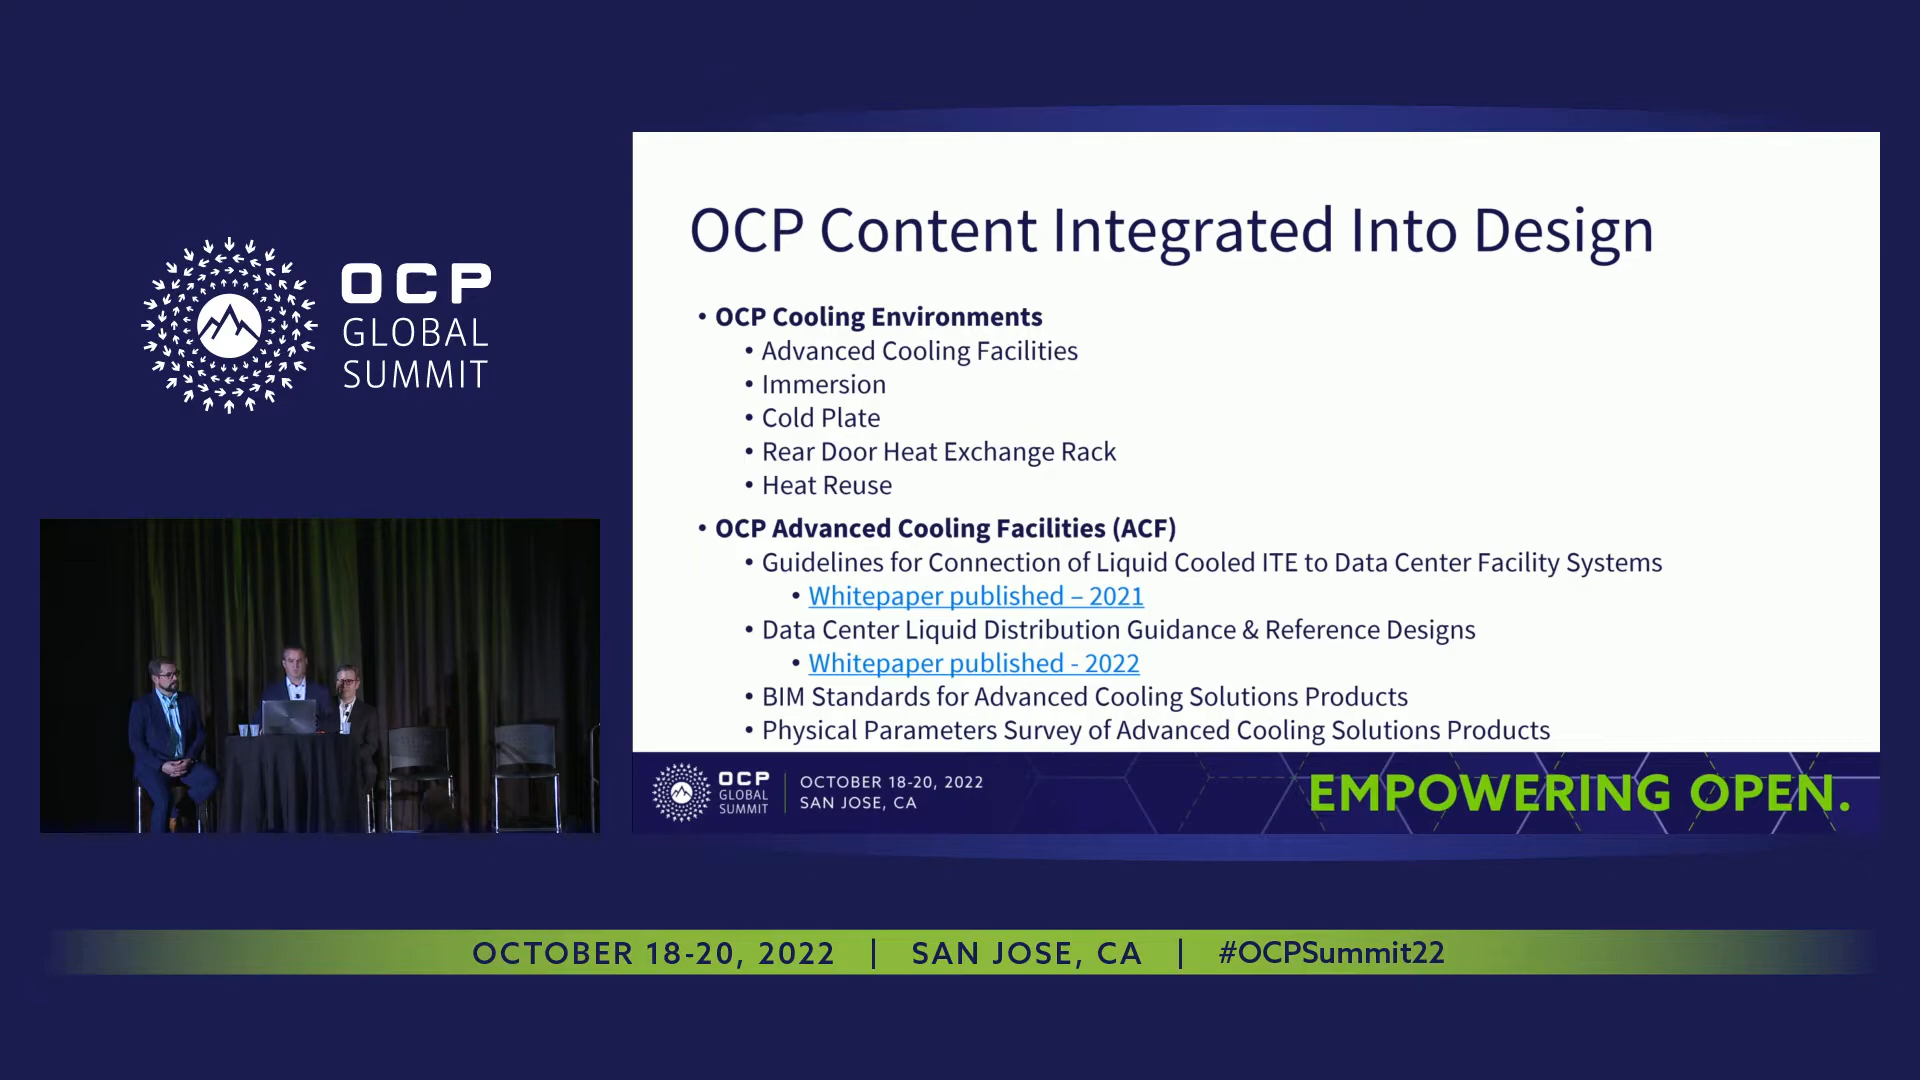 OCP
GLOBAL
SUMMIT
OCP Content Integrated Into Design
• OCP Cooling Environments
• Advanced Cooling Facilities
• Immersion
• Cold Plate
• Rear Door Heat Exchange Rack
• Heat Reuse
• OCP Advanced Cooling Facilities (ACF)
• Guidelines for Connection of Liquid Cooled ITE to Data Center Facility Systems
• Whitepaper published – 2021
• Data Center Liquid Distribution Guidance & Reference Designs
• Whitepaper published - 2022
• BIM Standards for Advanced Cooling Solutions Products
• Physical Parameters Survey of Advanced Cooling Solutions Products
OCP
GLOBAL
SUMMIT
OCTOBER 18-20, 2022
SAN JOSE, CA
EMPOWERING OPEN.
OCTOBER 18-20, 2022 | SAN JOSE, CA | #OCPSummit22